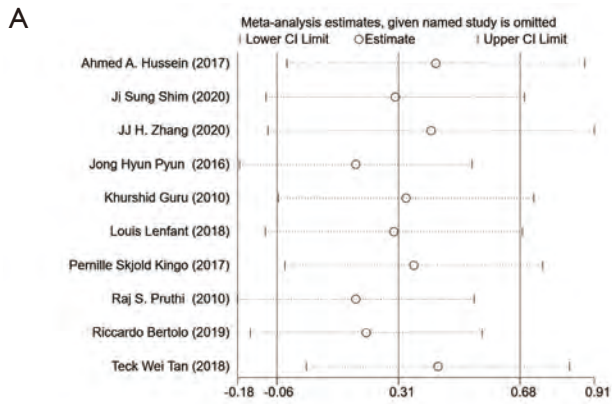 A
Meta-analysis estimates, given named study is omitted
Lower CI Limit Estimate Upper CI Limit
Ahmed A. Hussein (2017)
Ji Sung Shim (2020)
JJ H. Zhang (2020)
Jong Hyun Pyun (2016)
Khurshid Guru (2010)
Louis Lenfant (2018)
Pernille Skjold Kingo (2017)
Raj S. Pruthi (2010)
Riccardo Bertolo (2019)
Teck Wei Tan (2018)
-0.18 -0.06 0.31 0.68 0.91